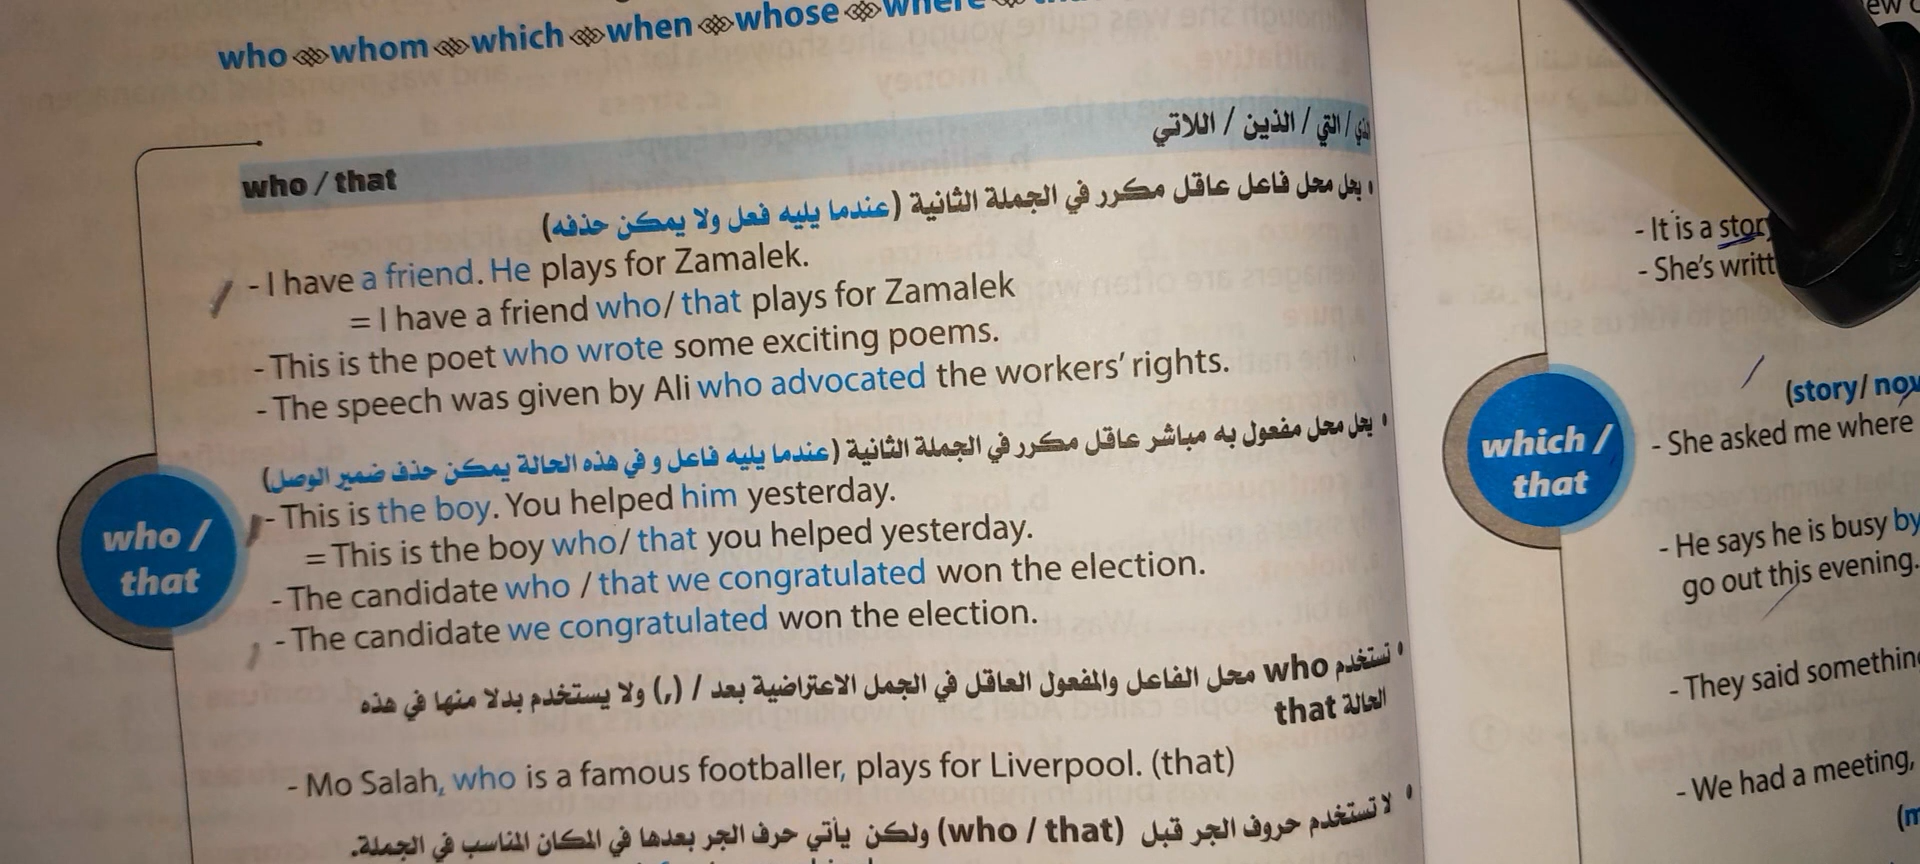 who whom which when whose where
who / that
الذي / التي / الذين / اللاتي
يحل محل فاعل عاقل مكرر في الجملة الثانية (عندما يليه فعل ولا يمكن حذفه)
- I have a friend. He plays for Zamalek.
= I have a friend who/ that plays for Zamalek
- This is the poet who wrote some exciting poems.
- The speech was given by Ali who advocated the workers' rights.
يحل محل مفعول به مباشر عاقل مكرر في الجملة الثانية (عندما يليه فاعل و في هذه الحالة يمكن حذف ضمير الوصل)
who /
that
- This is the boy. You helped him yesterday.
= This is the boy who/ that you helped yesterday.
- The candidate who / that we congratulated won the election.
- The candidate we congratulated won the election.
تستخدم who محل الفاعل والمفعول العاقل في الجمل الاعتراضية بعد / (,) ولا يستخدم بدلا منها في هذه
الحالة that
- Mo Salah, who is a famous footballer, plays for Liverpool. (that)
لا تستخدم حروف الجر قبل (who / that) ولكن يأتي حرف الجر بعدها في المكان المناسب في الجملة.
- It is a story
- She's writt
which /
that
(story/ nov
- She asked me where
- He says he is busy by
go out this evening.
- They said something
- We had a meeting,